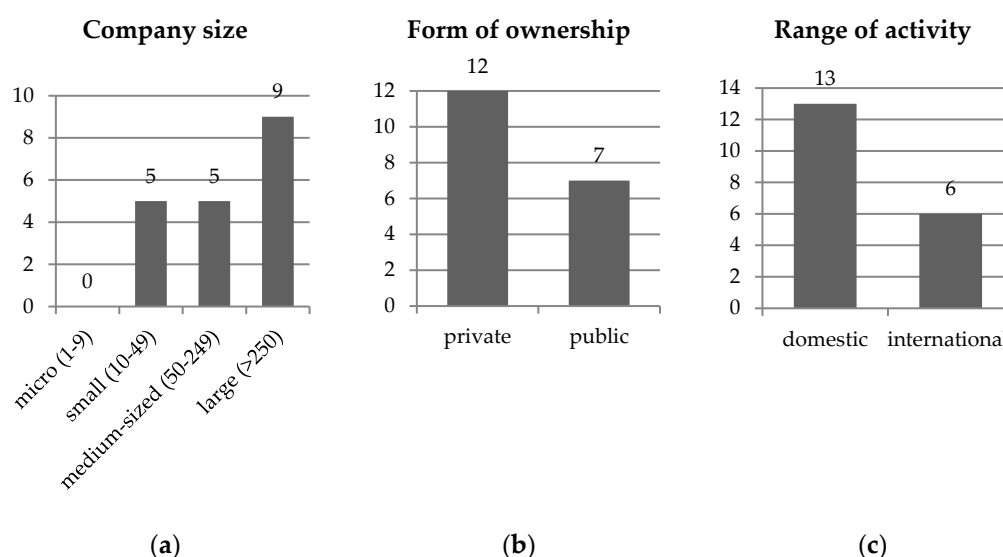 Company size
10
8
6
4
2
0
0
5
5
9
micro (1-9)
small (10-49)
medium-sized (50-249)
large (>250)
(a)
Form of ownership
12
10
8
6
4
2
0
12
7
private
public
(b)
Range of activity
14
12
10
8
6
4
2
0
13
6
domestic
international
(c)